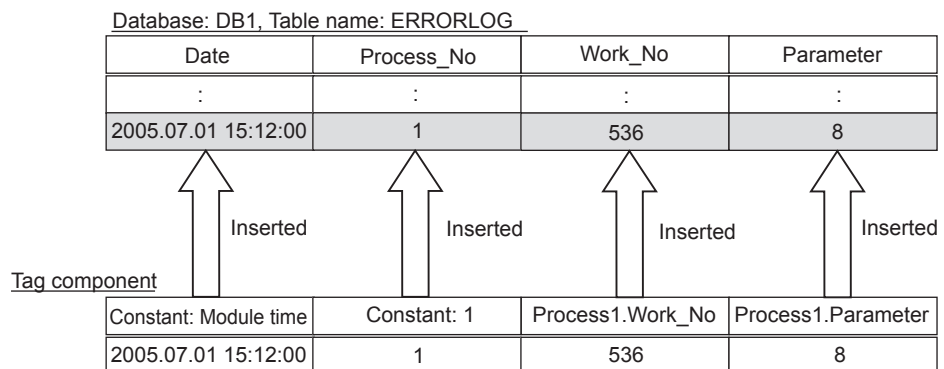 Database: DB1, Table name: ERRORLOG
Date Process_No Work_No Parameter
: : : :
2005.07.01 15:12:00 1 536 8
Inserted Inserted Inserted Inserted
Tag component
Constant: Module time Constant: 1 Process1.Work_No Process1.Parameter
2005.07.01 15:12:00 1 536 8